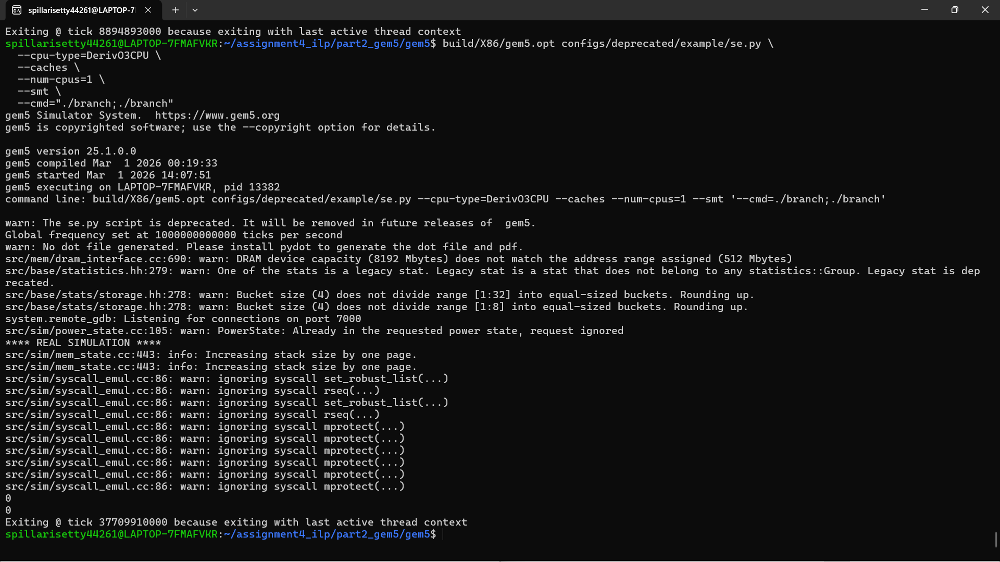 spillarisetty44261@LAPTOP-7
Exiting @ tick 8894893000 because exiting with last active thread context
spillarisetty44261@LAPTOP-7FMAFVKR:~/assignment4_ilp/part2_gem5/gem5$ build/X86/gem5.opt configs/deprecated/example/se.py \
  --cpu-type=DerivO3CPU \
  --caches \
  --num-cpus=1 \
  --smt \
  --cmd="./branch;./branch"
gem5 Simulator System.  https://www.gem5.org
gem5 is copyrighted software; use the --copyright option for details.

gem5 version 25.1.0.0
gem5 compiled Mar  1 2026 00:19:33
gem5 started Mar  1 2026 14:07:51
gem5 executing on LAPTOP-7FMAFVKR, pid 13382
command line: build/X86/gem5.opt configs/deprecated/example/se.py --cpu-type=DerivO3CPU --caches --num-cpus=1 --smt '--cmd=./branch;./branch'

warn: The se.py script is deprecated. It will be removed in future releases of  gem5.
Global frequency set at 1000000000000 ticks per second
warn: No dot file generated. Please install pydot to generate the dot file and pdf.
src/mem/dram_interface.cc:690: warn: DRAM device capacity (8192 Mbytes) does not match the address range assigned (512 Mbytes)
src/base/statistics.hh:279: warn: One of the stats is a legacy stat. Legacy stat is a stat that does not belong to any statistics::Group. Legacy stat is dep
recated.
src/base/stats/storage.hh:278: warn: Bucket size (4) does not divide range [1:32] into equal-sized buckets. Rounding up.
src/base/stats/storage.hh:278: warn: Bucket size (4) does not divide range [1:8] into equal-sized buckets. Rounding up.
system.remote_gdb: Listening for connections on port 7000
src/sim/power_state.cc:105: warn: PowerState: Already in the requested power state, request ignored
**** REAL SIMULATION ****
src/sim/mem_state.cc:443: info: Increasing stack size by one page.
src/sim/mem_state.cc:443: info: Increasing stack size by one page.
src/sim/syscall_emul.cc:86: warn: ignoring syscall set_robust_list(...)
src/sim/syscall_emul.cc:86: warn: ignoring syscall rseq(...)
src/sim/syscall_emul.cc:86: warn: ignoring syscall set_robust_list(...)
src/sim/syscall_emul.cc:86: warn: ignoring syscall rseq(...)
src/sim/syscall_emul.cc:86: warn: ignoring syscall mprotect(...)
src/sim/syscall_emul.cc:86: warn: ignoring syscall mprotect(...)
src/sim/syscall_emul.cc:86: warn: ignoring syscall mprotect(...)
src/sim/syscall_emul.cc:86: warn: ignoring syscall mprotect(...)
src/sim/syscall_emul.cc:86: warn: ignoring syscall mprotect(...)
src/sim/syscall_emul.cc:86: warn: ignoring syscall mprotect(...)
0
0
Exiting @ tick 37709910000 because exiting with last active thread context
spillarisetty44261@LAPTOP-7FMAFVKR:~/assignment4_ilp/part2_gem5/gem5$